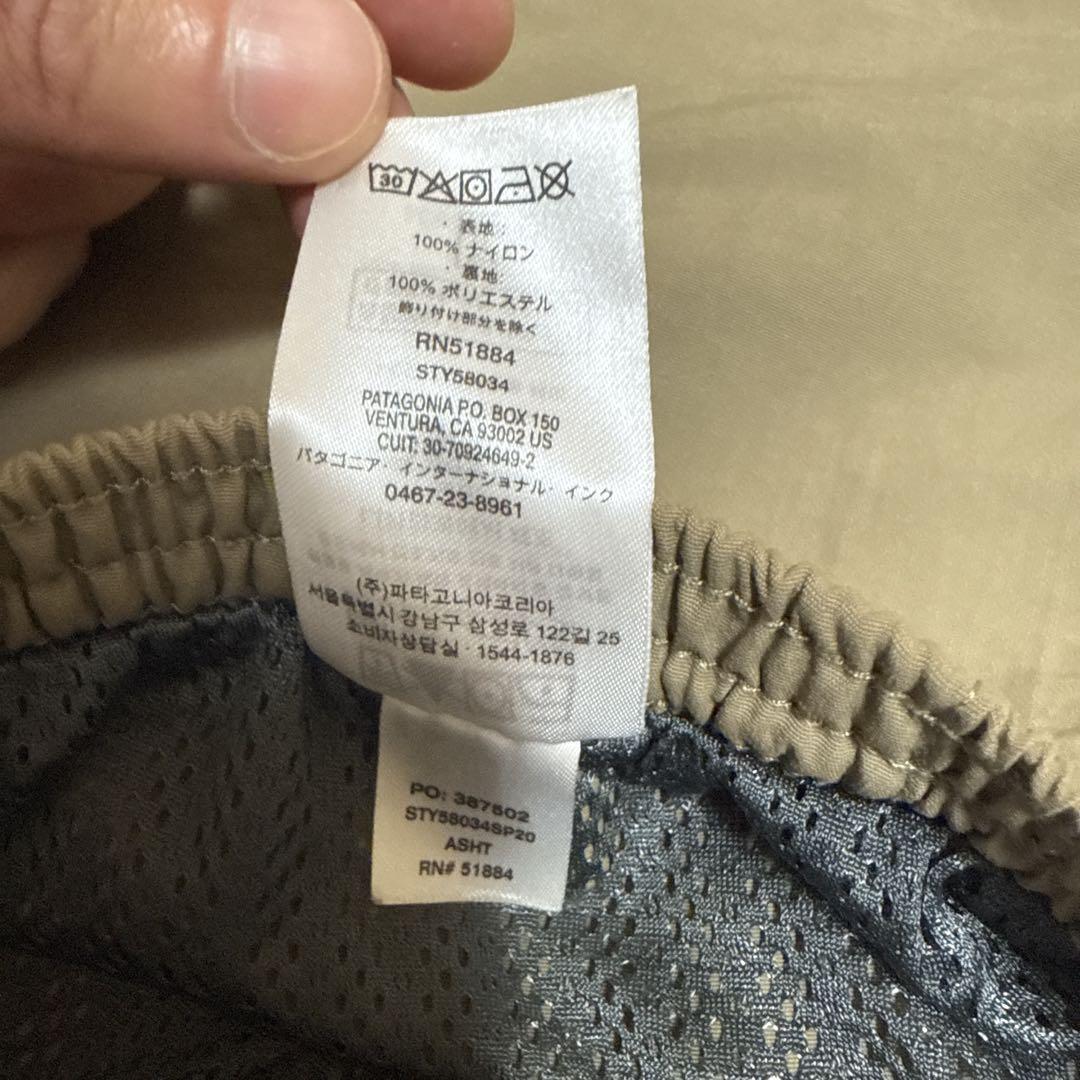 30
・表地:
100% ナイロン
・裏地:
100% ポリエステル
飾り付け部分を除く
RN51884
STY58034
PATAGONIA P.O. BOX 150
VENTURA, CA 93002 US
CUIT: 30-70924649-2
パタゴニア・インターナショナル・インク
0467-23-8961
(주)파타고니아코리아
서울특별시 강남구 삼성로 122길 25
소비자상담실・1544-1876
PO: 387502
STY58034SP20
ASHT
RN# 51884